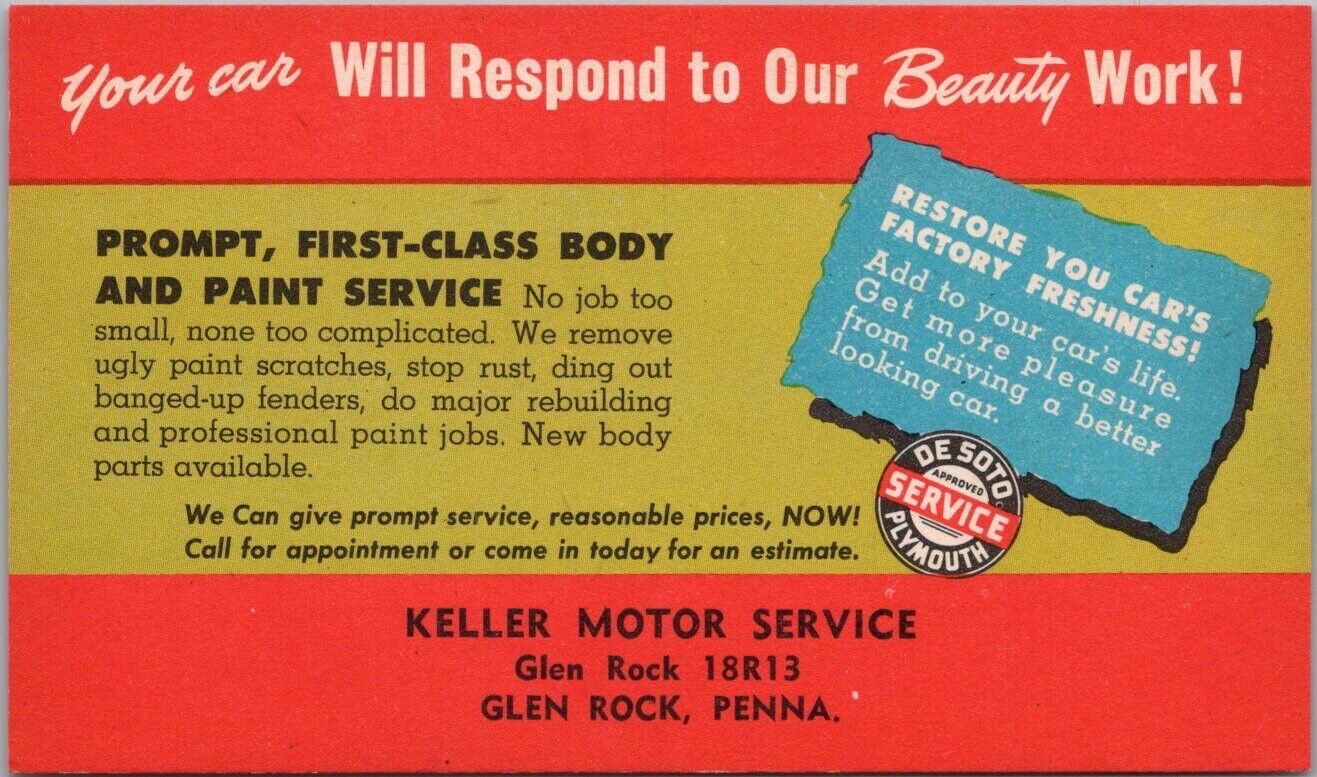 Your car Will Respond to Our Beauty Work!
PROMPT, FIRST-CLASS BODY
AND PAINT SERVICE No job too
small, none too complicated. We remove
ugly paint scratches, stop rust, ding out
banged-up fenders, do major rebuilding
and professional paint jobs. New body
parts available.
RESTORE YOU CAR'S
FACTORY FRESHNESS!
Add to your car's life.
Get more pleasure
from driving a better
looking car.
We Can give prompt service, reasonable prices, NOW!
Call for appointment or come in today for an estimate.
DE SOTO
APPROVED
SERVICE
PLYMOUTH
KELLER MOTOR SERVICE
Glen Rock 18R13
GLEN ROCK, PENNA.